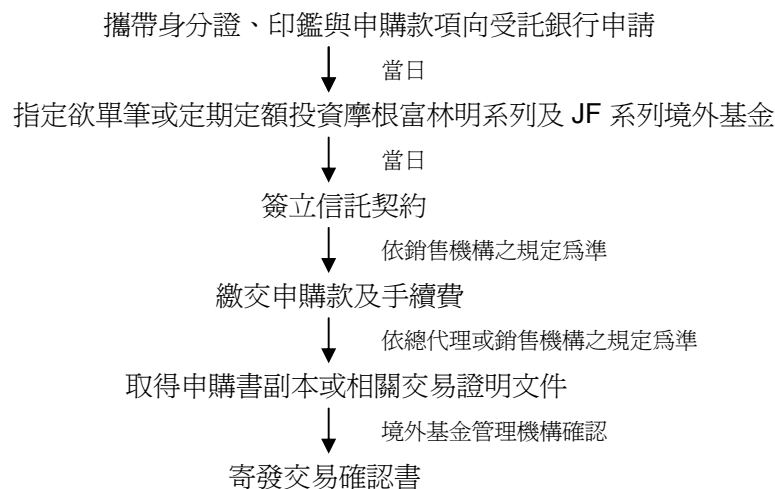 攜帶身分證、印鑑與申購款項向受託銀行申請
當日
指定欲單筆或定期定額投資摩根富林明系列及 JF 系列境外基金
當日
簽立信託契約
依銷售機構之規定為準
繳交申購款及手續費
依總代理或銷售機構之規定為準
取得申購書副本或相關交易證明文件
境外基金管理機構確認
寄發交易確認書